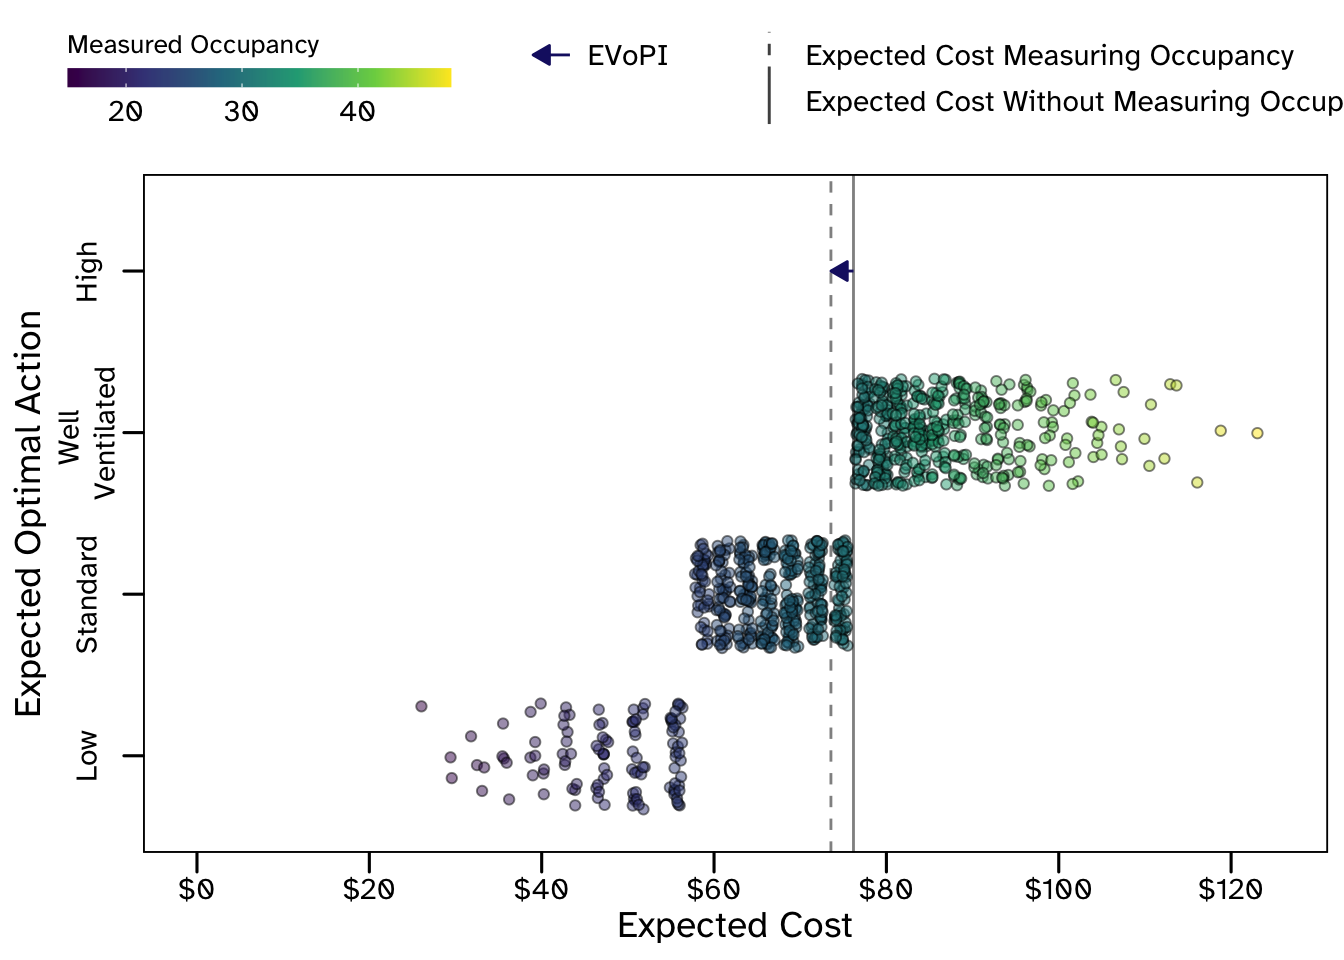 Measured Occupancy
20 30 40
EVoPI
Expected Cost Measuring Occupancy
Expected Cost Without Measuring Occup
Expected Optimal Action
High
Well
Ventilated
Standard
Low
$0 $20 $40 $60 $80 $100 $120
Expected Cost